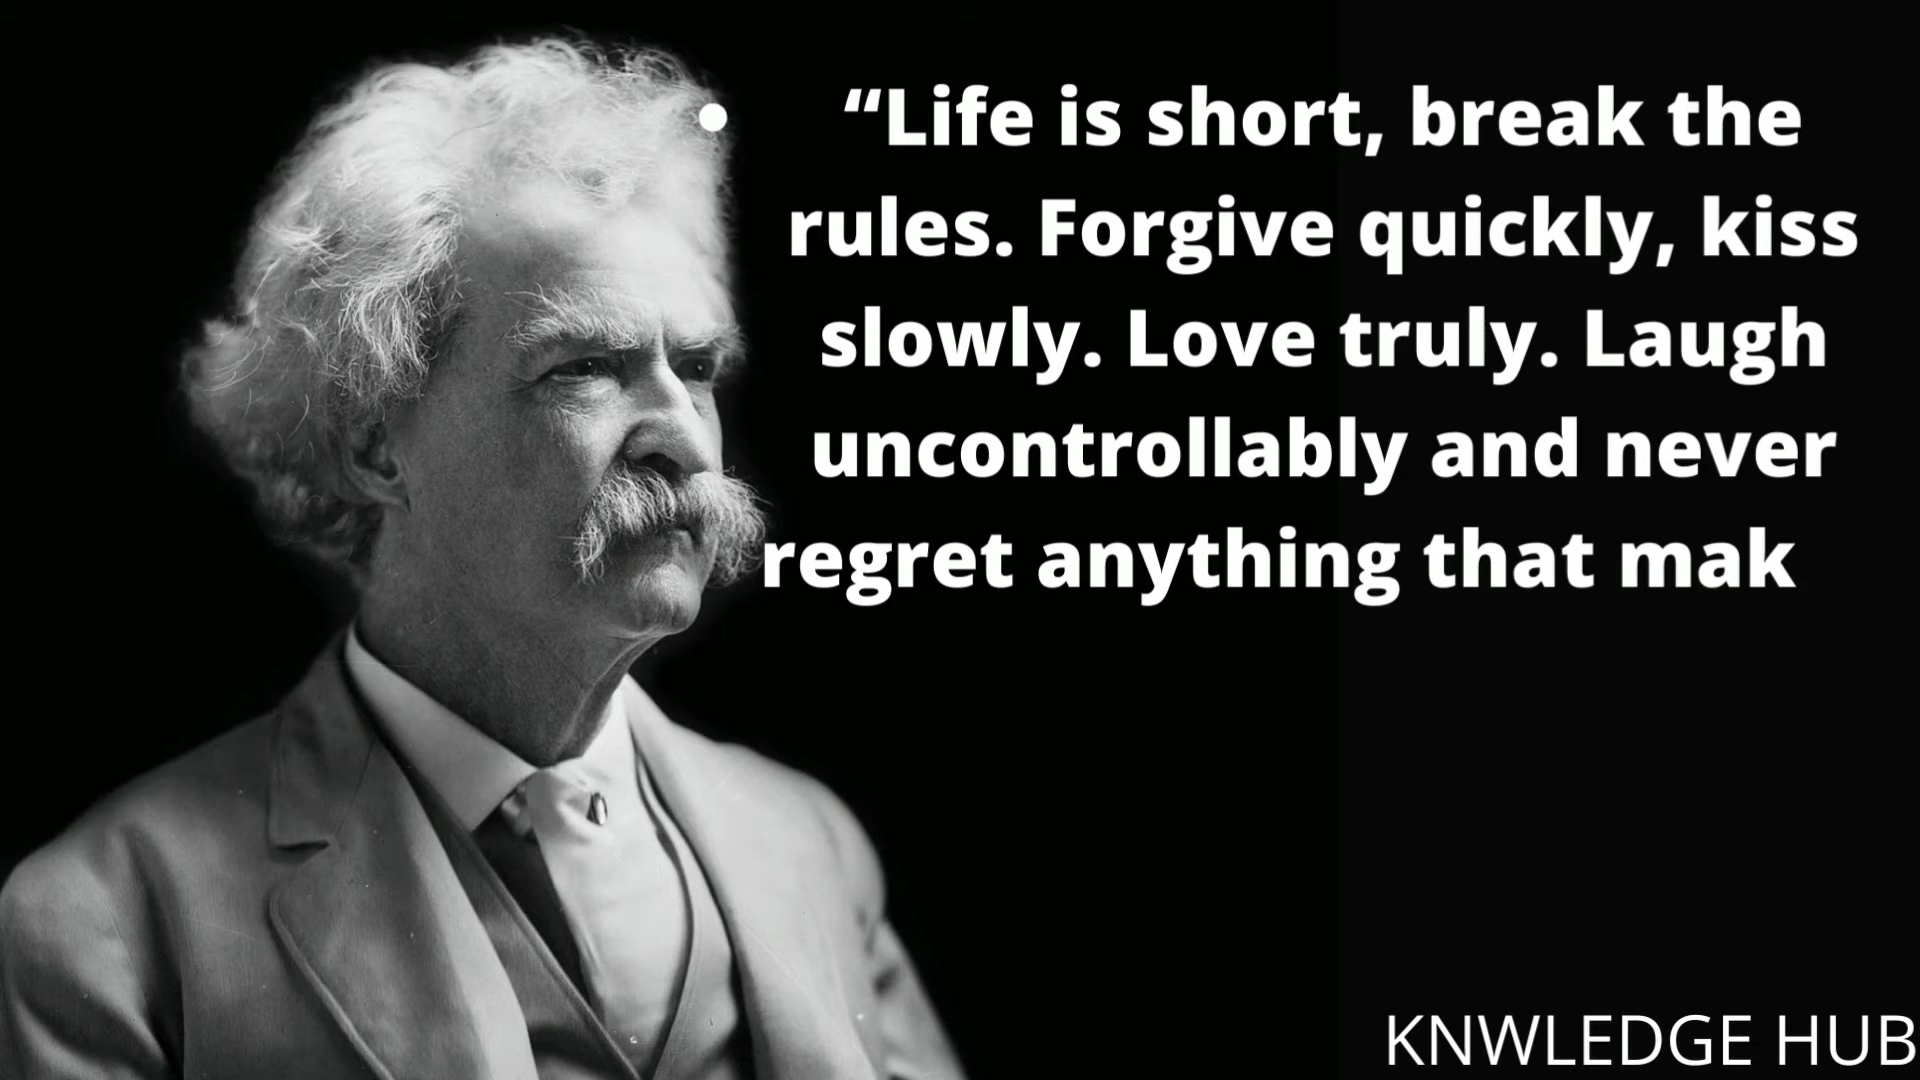 “Life is short, break the
rules. Forgive quickly, kiss
slowly. Love truly. Laugh
uncontrollably and never
regret anything that mak
KNWLEDGE HUB